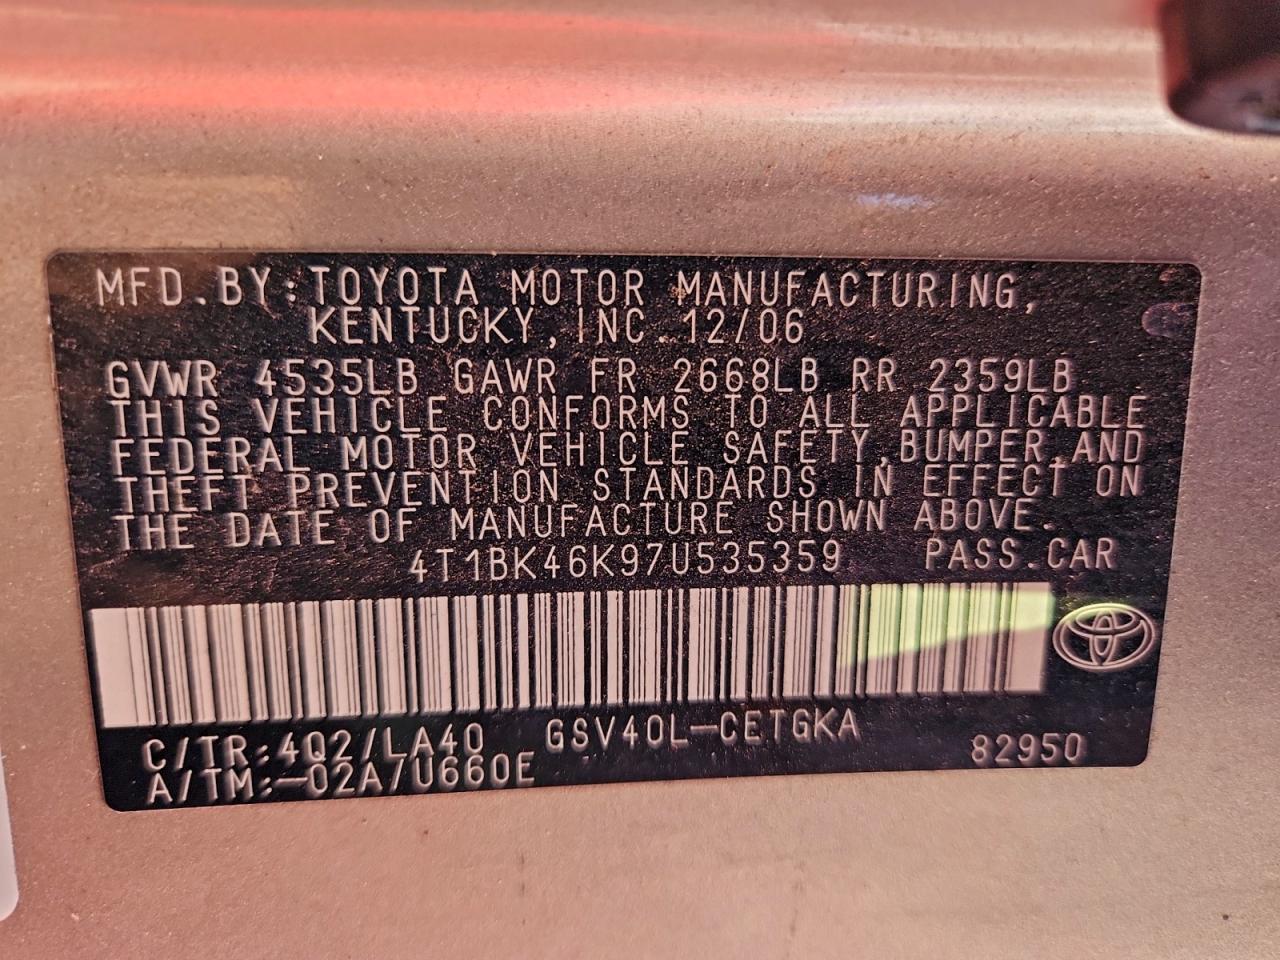 MFD.BY:TOYOTA MOTOR MANUFACTURING,
KENTUCKY, INC. 12/06
GVWR 4535LB GAWR FR 2668LB RR 2359LB
THIS VEHICLE CONFORMS TO ALL APPLICABLE
FEDERAL MOTOR VEHICLE SAFETY,BUMPER,AND
THEFT PREVENTION STANDARDS IN EFFECT ON
THE DATE OF MANUFACTURE SHOWN ABOVE.
4T1BK46K97U535359 PASS.CAR
C/TR:4Q2/LA40 GSV40L-CETGKA 82950
A/TM:-02A/U660E